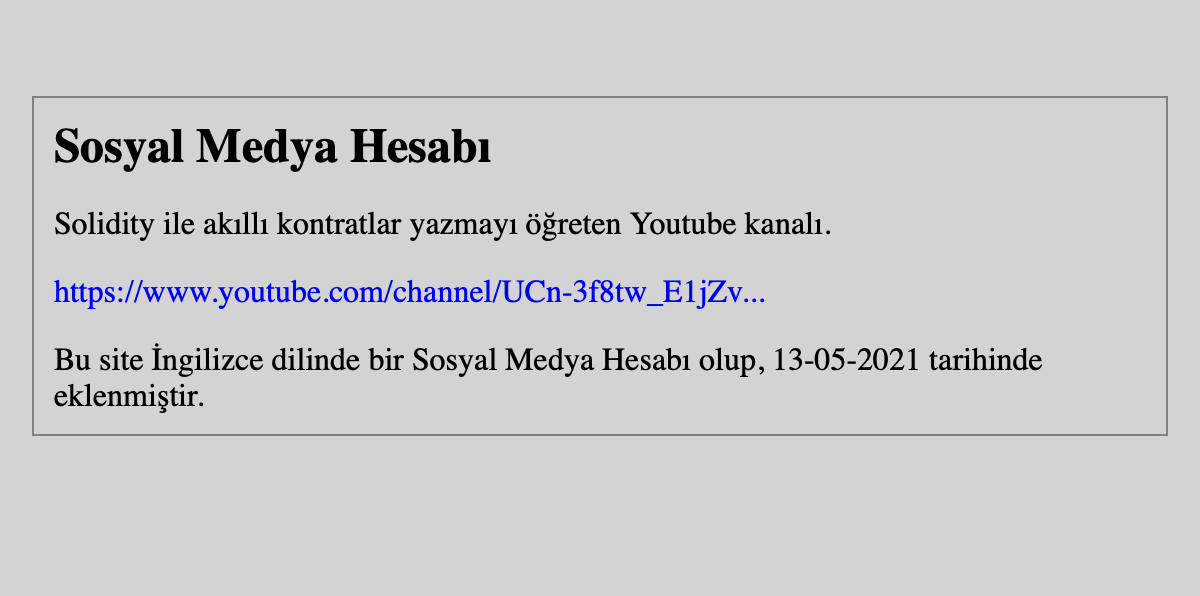 Sosyal Medya Hesabı
Solidity ile akıllı kontratlar yazmayı öğreten Youtube kanalı.
https://www.youtube.com/channel/UCn-3f8tw_E1jZv...
Bu site İngilizce dilinde bir Sosyal Medya Hesabı olup, 13-05-2021 tarihinde
eklenmiştir.